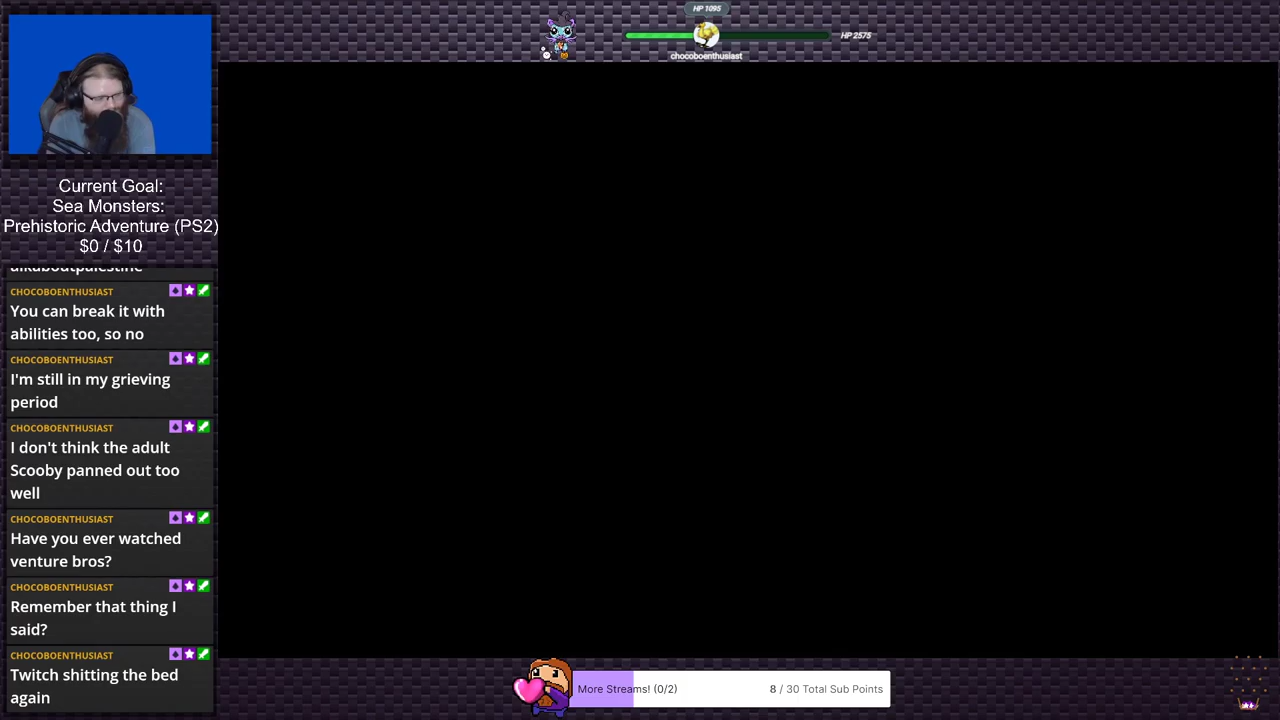 HP 1095
HP 2575
chocoboenthusiast
Current Goal:
Sea Monsters:
Prehistoric Adventure (PS2)
$0 / $10
alkaboutpalestine
CHOCOBOENTHUSIAST
You can break it with
abilities too, so no
CHOCOBOENTHUSIAST
I'm still in my grieving
period
CHOCOBOENTHUSIAST
I don't think the adult
Scooby panned out too
well
CHOCOBOENTHUSIAST
Have you ever watched
venture bros?
CHOCOBOENTHUSIAST
Remember that thing I
said?
CHOCOBOENTHUSIAST
Twitch shitting the bed
again
More Streams! (0/2)
8 / 30 Total Sub Points